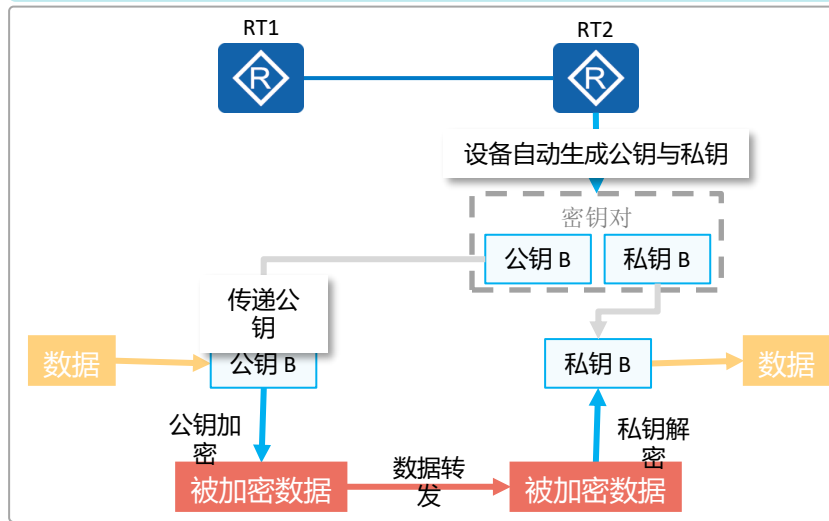 RT1
RT2
R
R
设备自动生成公钥与私钥
密钥对
公钥 B
私钥 B
传递公
钥
数据
公钥 B
私钥 B
数据
公钥加
密
私钥解
密
被加密数据
数据转
发
被加密数据